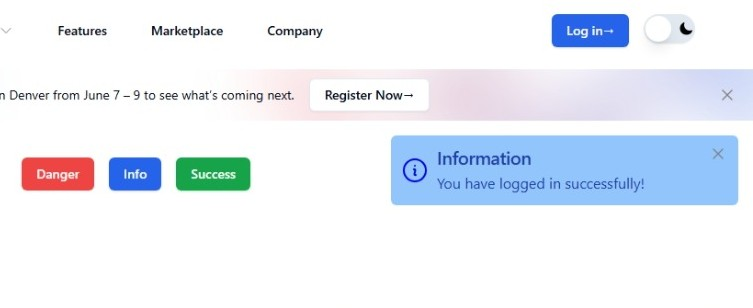 Features Marketplace Company Log in→
n Denver from June 7 – 9 to see what's coming next. Register Now→
Danger Info Success
Information
You have logged in successfully!